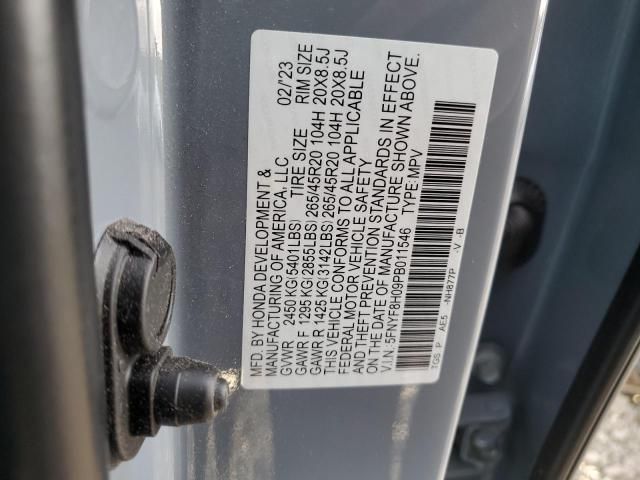 MFD.BY HONDA DEVELOPMENT &
MANUFACTURING OF AMERICA, LLC 02/'23
GVWR 2450 KG(5401LBS) TIRE SIZE RIM SIZE
GAWR F 1295 KG(2855LBS) 265/45R20 104H 20X8.5J
GAWR R 1425 KG(3142LBS) 265/45R20 104H 20X8.5J
THIS VEHICLE CONFORMS TO ALL APPLICABLE
FEDERAL MOTOR VEHICLE SAFETY
AND THEFT PREVENTION STANDARDS IN EFFECT
ON THE DATE OF MANUFACTURE SHOWN ABOVE.
V.I.N.:5FNYF8H09PB011546 TYPE:MPV
TGS P AE5 -NH877P -V -B